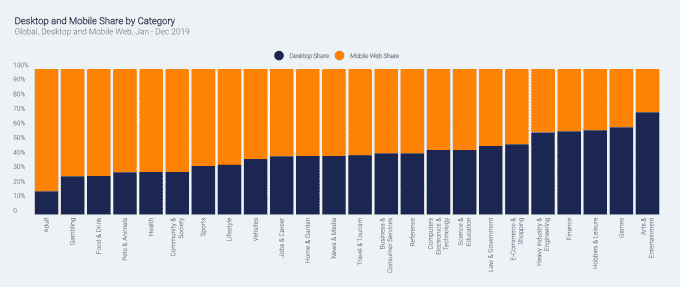 Desktop and Mobile Share by Category
Global, Desktop and Mobile Web, Jan - Dec 2019
Desktop Share
Mobile Web Share
100%
90%
80%
70%
60%
50%
40%
30%
20%
10%
0
Adult
Gambling
Food & Drink
Pets & Animals
Health
Community &
Society
Sports
Lifestyle
Vehicles
Jobs & Career
Home & Garden
News & Media
Travel & Tourism
Business &
Consumer Services
Reference
Computers
Electronics &
Technology
Science &
Education
Law & Government
E-Commerce &
Shopping
Heavy Industry &
Engineering
Finance
Hobbies & Leisure
Games
Arts &
Entertainment